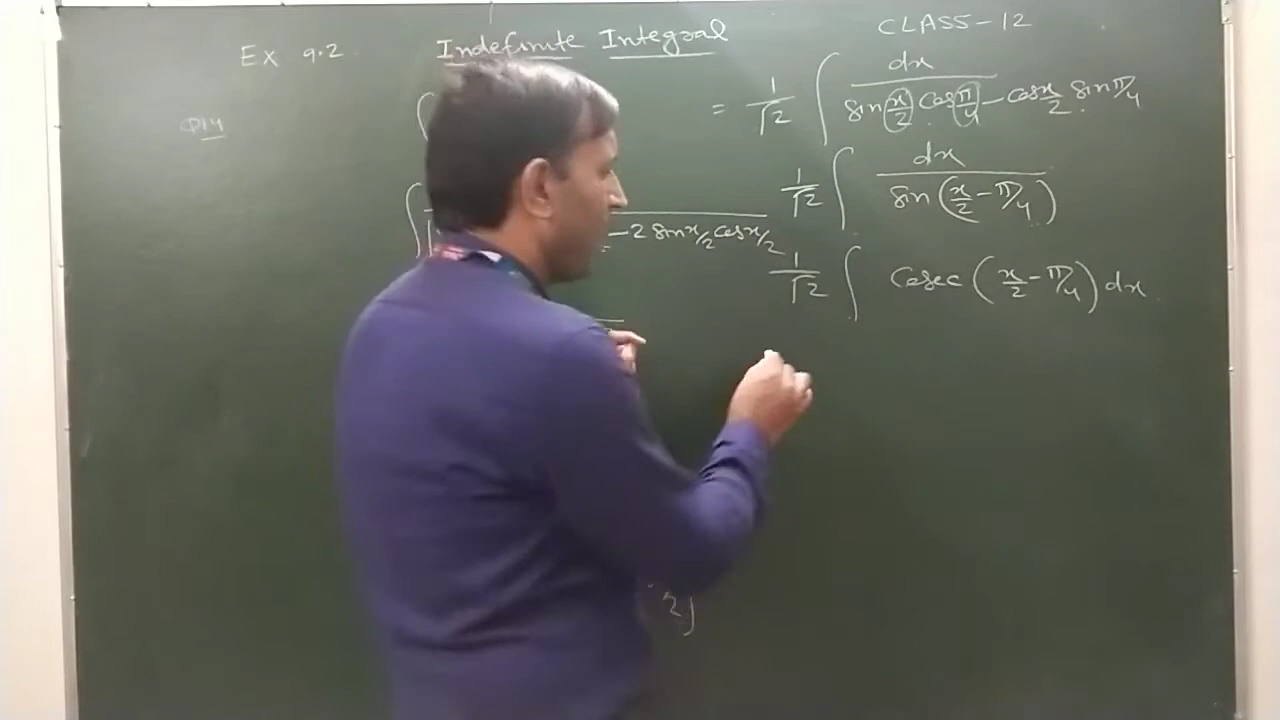 CLASS-12
Ex 9.2 Indefinite Integral
Q14
= 1/√2 ∫ dx / sin(x/2) cos(π/4) - cos x/2 sin π/4
1/√2 ∫ dx / sin(x/2 - π/4)
-2 sin x/2 cos x/2
1/√2 ∫ Cosec (x/2 - π/4) dx